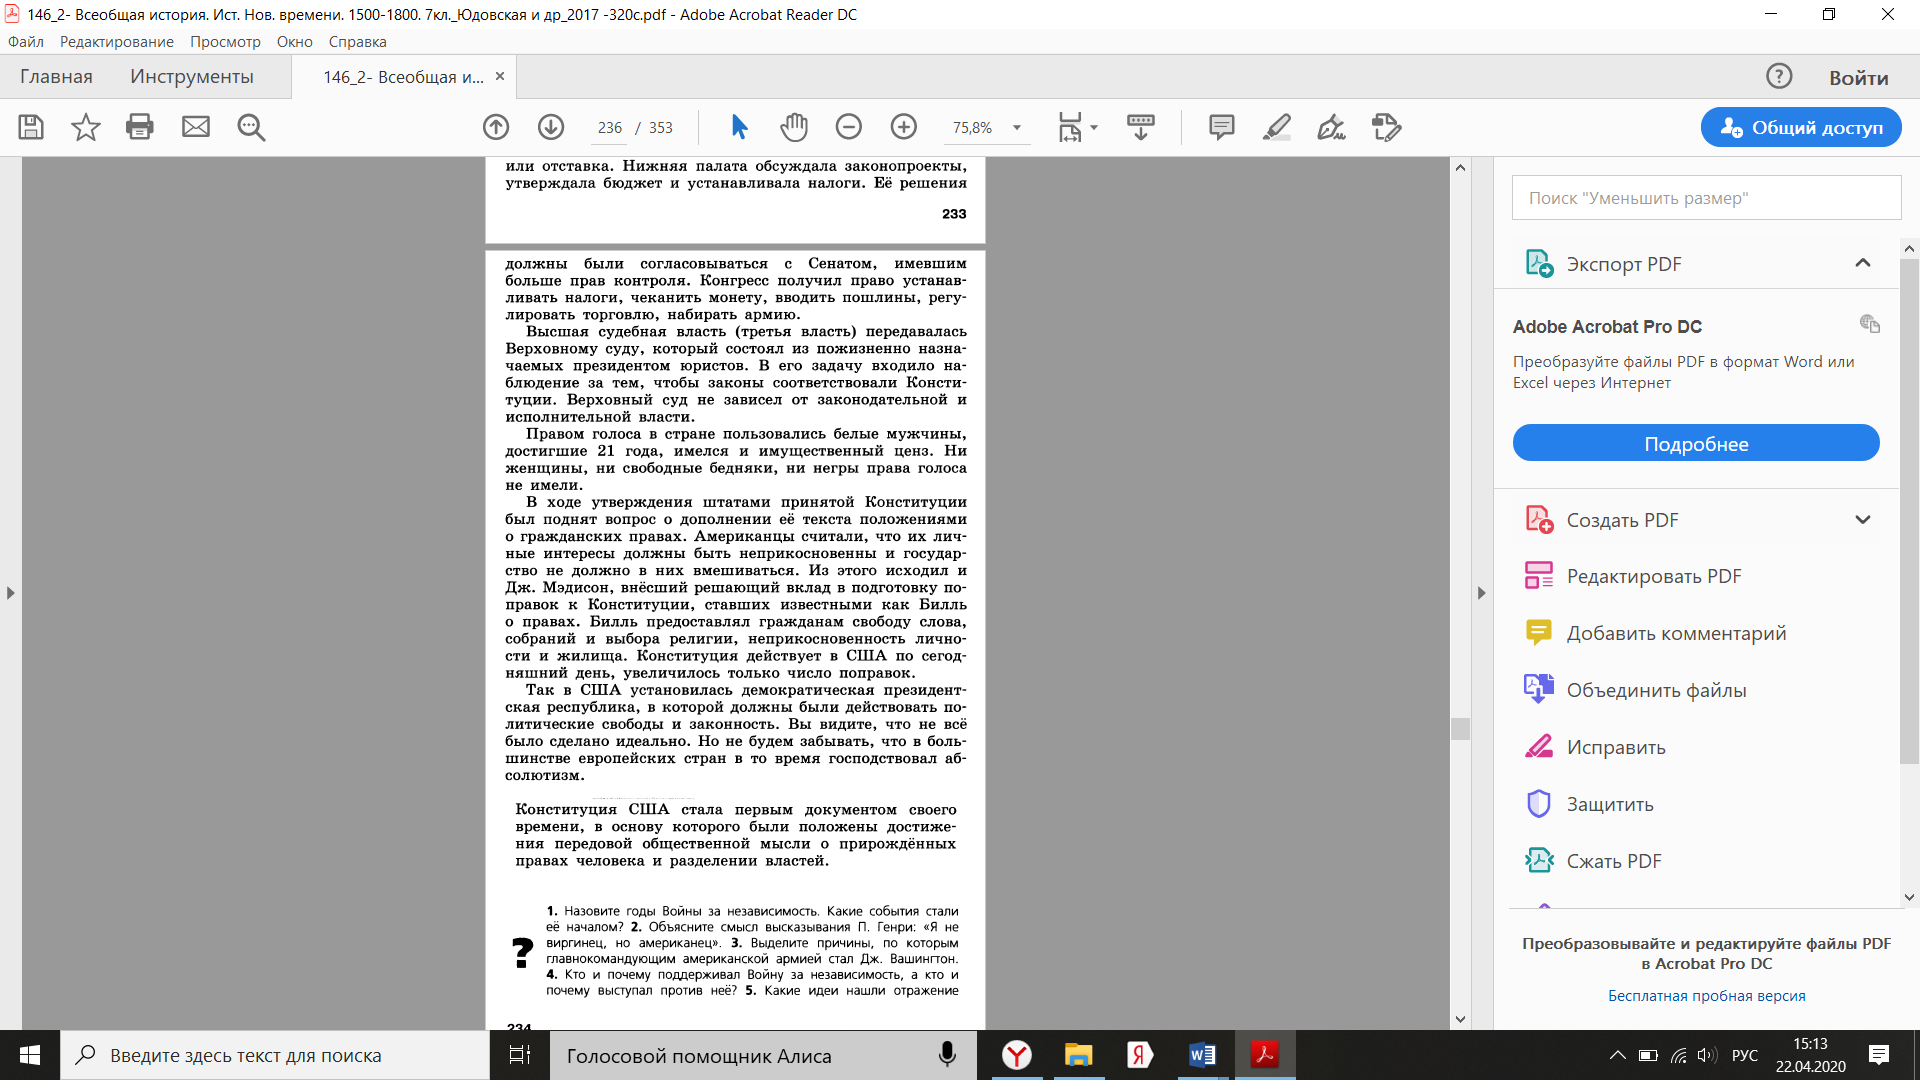 146_2- Всеобщая история. Ист. Нов. времени. 1500-1800. 7кл._Юдовская и др_2017 -320с.pdf - Adobe Acrobat Reader DC
Файл Редактирование Просмотр Окно Справка
Главная Инструменты 146_2- Всеобщая и... × ? Войти
236 / 353 75,8% Общий доступ
или отставка. Нижняя палата обсуждала законопроекты,
утверждала бюджет и устанавливала налоги. Её решения
233
должны были согласовываться с Сенатом, имевшим
больше прав контроля. Конгресс получил право устанав-
ливать налоги, чеканить монету, вводить пошлины, регу-
лировать торговлю, набирать армию.
Высшая судебная власть (третья власть) передавалась
Верховному суду, который состоял из пожизненно назна-
чаемых президентом юристов. В его задачу входило на-
блюдение за тем, чтобы законы соответствовали Консти-
туции. Верховный суд не зависел от законодательной и
исполнительной власти.
Правом голоса в стране пользовались белые мужчины,
достигшие 21 года, имелся и имущественный ценз. Ни
женщины, ни свободные бедняки, ни негры права голоса
не имели.
В ходе утверждения штатами принятой Конституции
был поднят вопрос о дополнении её текста положениями
о гражданских правах. Американцы считали, что их лич-
ные интересы должны быть неприкосновенны и государ-
ство не должно в них вмешиваться. Из этого исходил и
Дж. Мэдисон, внёсший решающий вклад в подготовку по-
правок к Конституции, ставших известными как Билль
о правах. Билль предоставлял гражданам свободу слова,
собраний и выбора религии, неприкосновенность лично-
сти и жилища. Конституция действует в США по сегод-
няшний день, увеличилось только число поправок.
Так в США установилась демократическая президент-
ская республика, в которой должны были действовать по-
литические свободы и законность. Вы видите, что не всё
было сделано идеально. Но не будем забывать, что в боль-
шинстве европейских стран в то время господствовал аб-
солютизм.
Конституция США стала первым документом своего
времени, в основу которого были положены достиже-
ния передовой общественной мысли о прирождённых
правах человека и разделении властей.
?
1. Назовите годы Войны за независимость. Какие события стали
её началом? 2. Объясните смысл высказывания П. Генри: «Я не
виргинец, но американец». 3. Выделите причины, по которым
главнокомандующим американской армией стал Дж. Вашингтон.
4. Кто и почему поддерживал Войну за независимость, а кто и
почему выступал против неё? 5. Какие идеи нашли отражение
234
Поиск "Уменьшить размер"
Экспорт PDF
Adobe Acrobat Pro DC
Преобразуйте файлы PDF в формат Word или
Excel через Интернет
Подробнее
Создать PDF
Редактировать PDF
Добавить комментарий
Объединить файлы
Исправить
Защитить
Сжать PDF
Преобразовывайте и редактируйте файлы PDF
в Acrobat Pro DC
Бесплатная пробная версия
Введите здесь текст для поиска
Голосовой помощник Алиса
РУС
15:13
22.04.2020